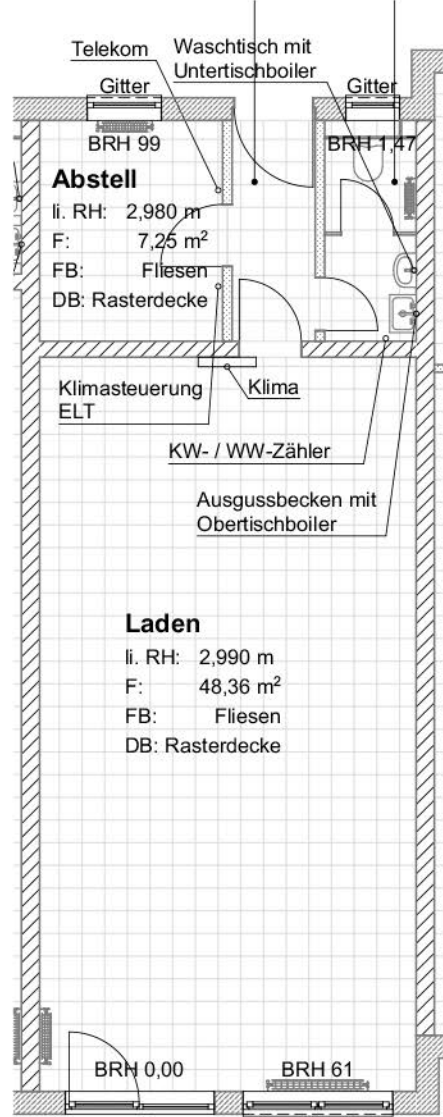 Telekom
Waschtisch mit
Untertischboiler
Gitter
Gitter
BRH 99
BRH 1,47
Abstell
li. RH: 2,980 m
F: 7,25 m²
FB: Fliesen
DB: Rasterdecke
Klimasteuerung
ELT
Klima
KW- / WW-Zähler
Ausgussbecken mit
Obertischboiler
Laden
li. RH: 2,990 m
F: 48,36 m²
FB: Fliesen
DB: Rasterdecke
BRH 0,00
BRH 61